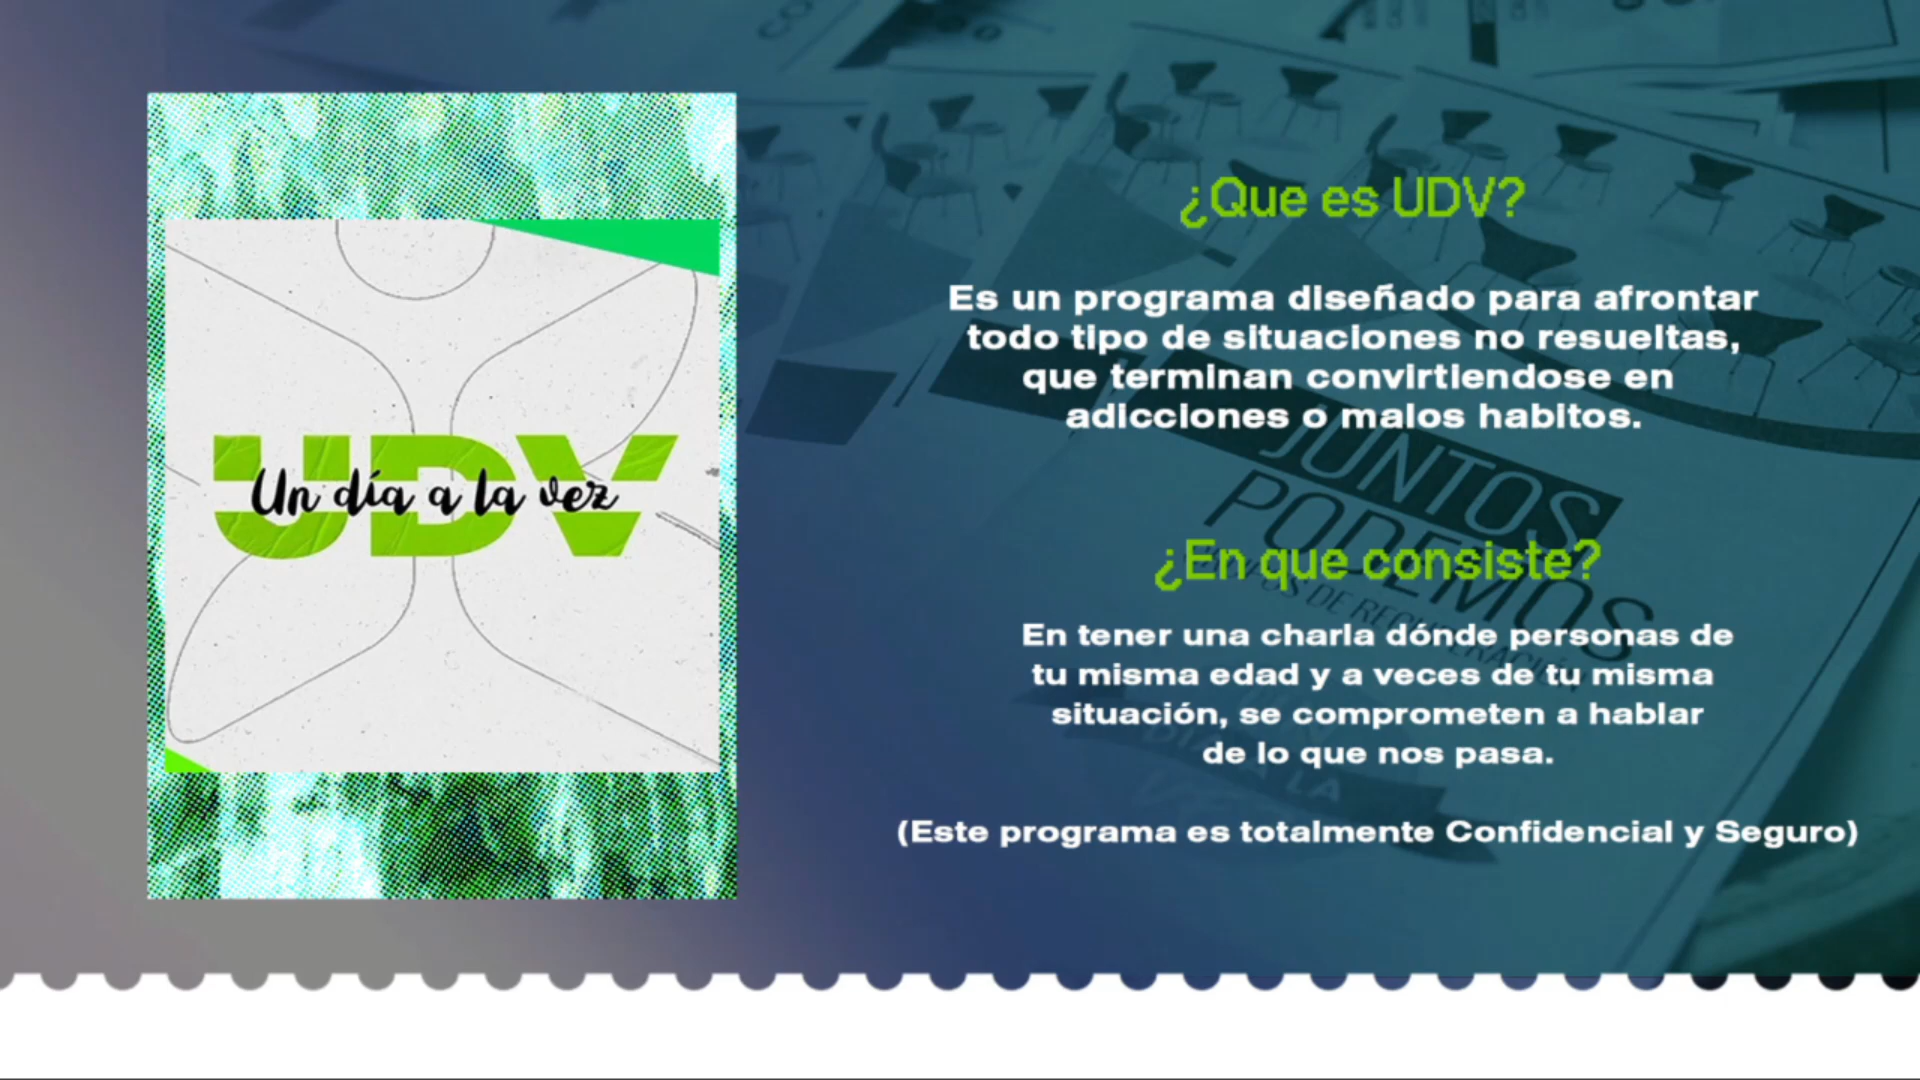 UDV
Un día a la vez
¿Que es UDV?
Es un programa diseñado para afrontar
todo tipo de situaciones no resueltas,
que terminan convirtiendose en
adicciones o malos habitos.
JUNTOS
PODEMOS
¿En que consiste?
En tener una charla dónde personas de
tu misma edad y a veces de tu misma
situación, se comprometen a hablar
de lo que nos pasa.
(Este programa es totalmente Confidencial y Seguro)